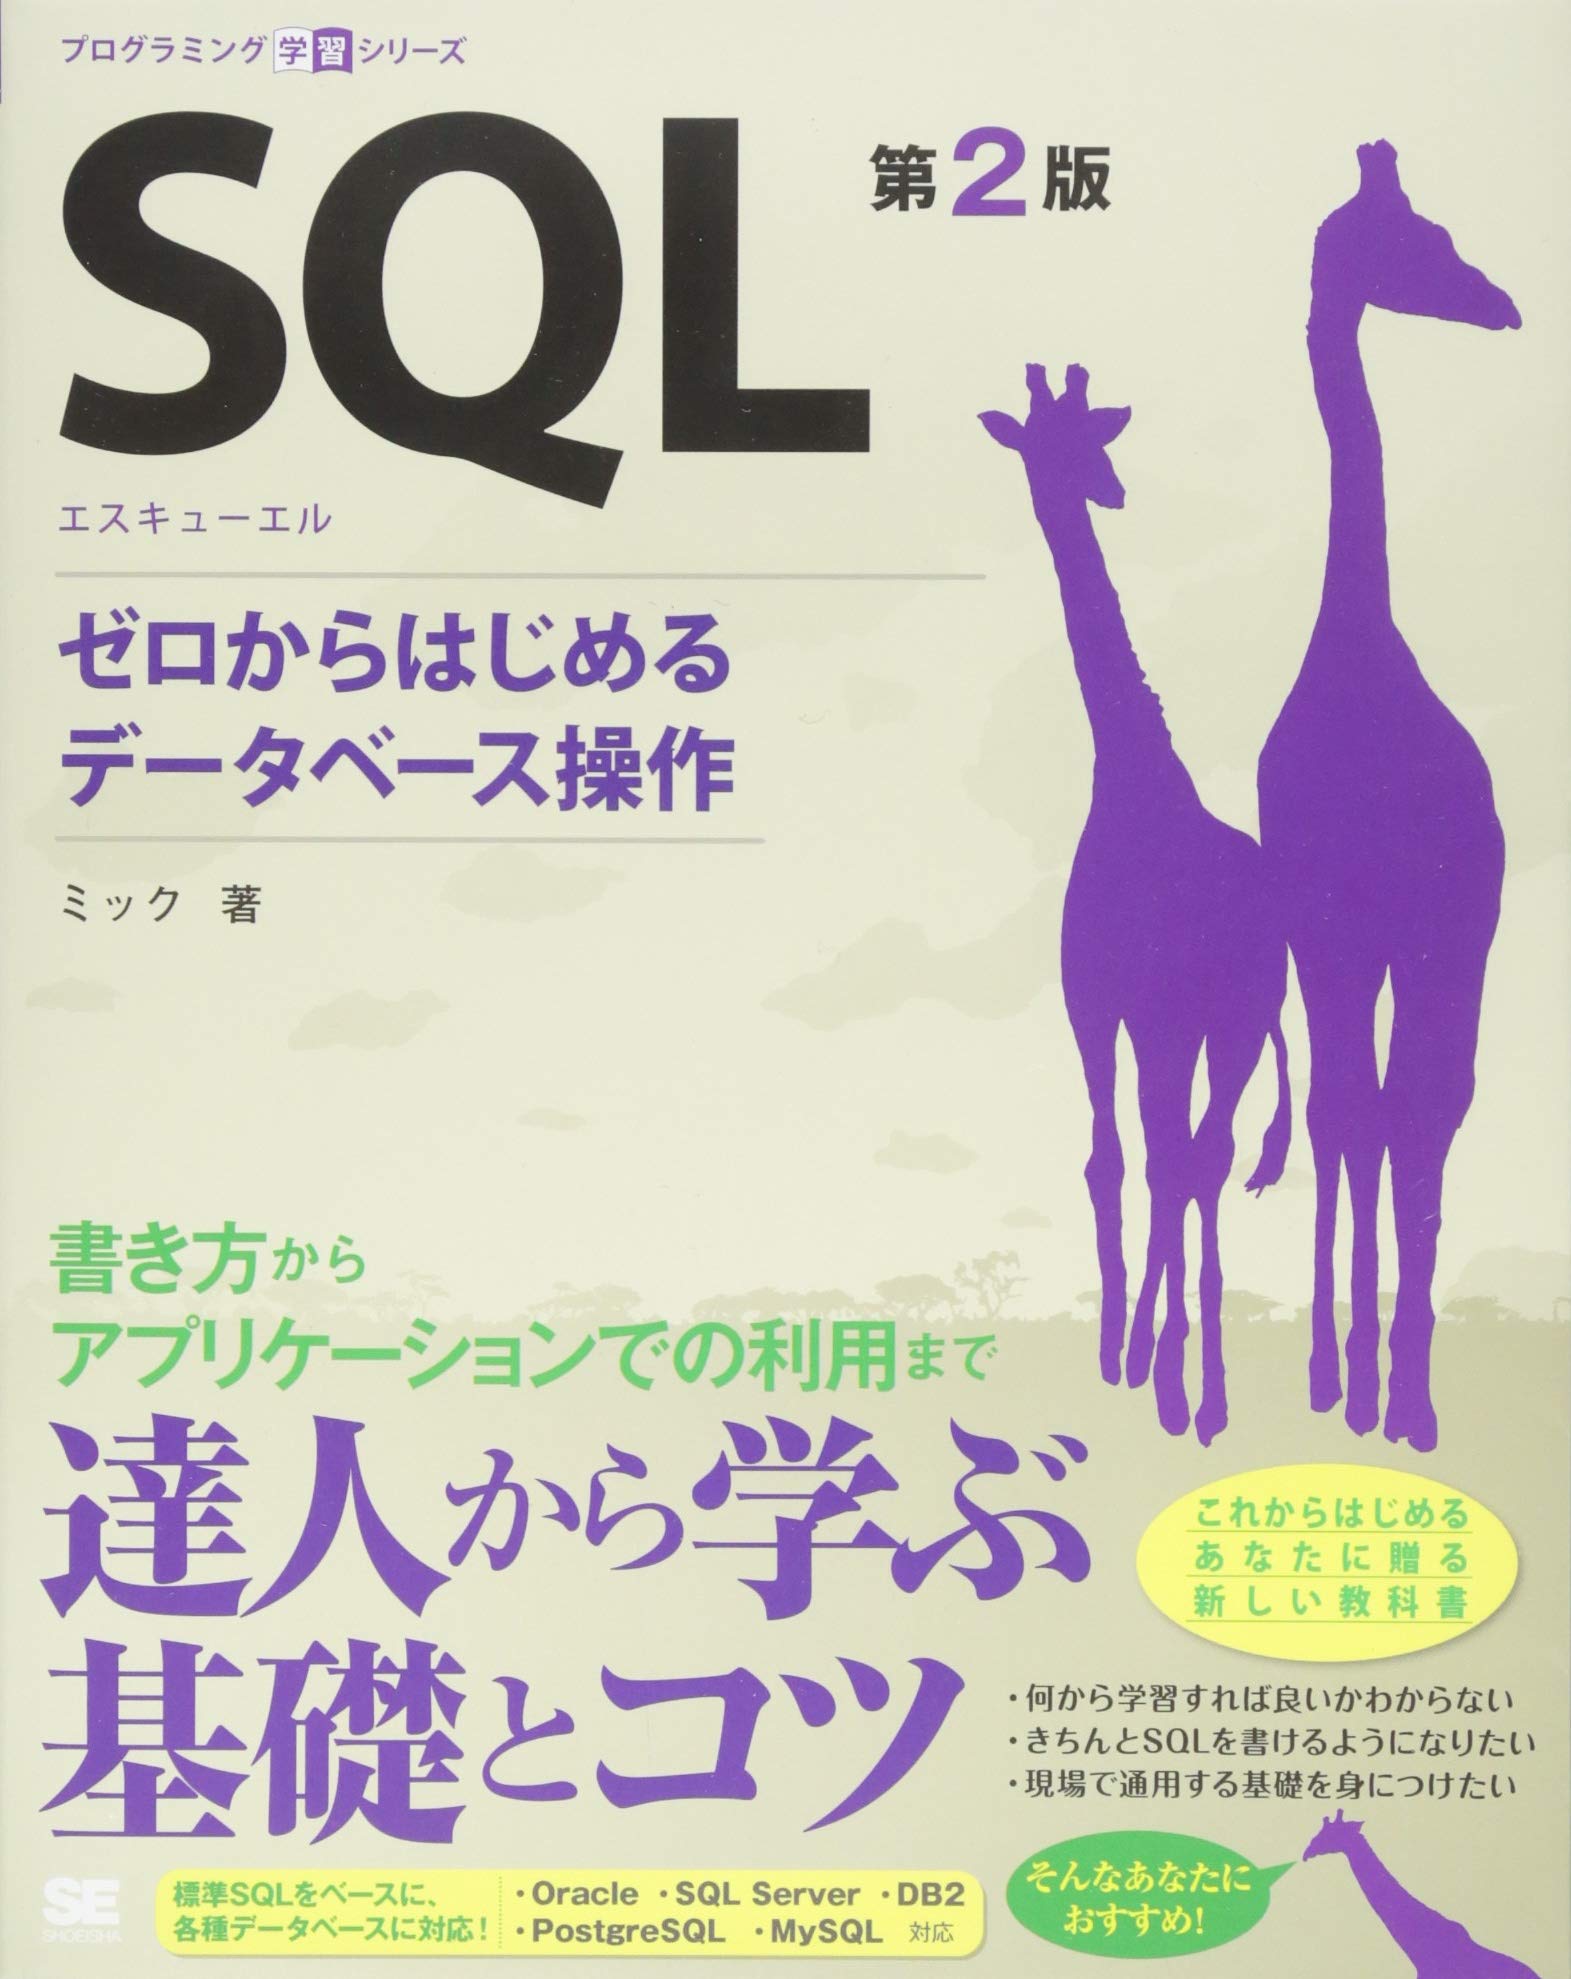 プログラミング学習シリーズ
SQL 第2版
エスキューエル
ゼロからはじめる
データベース操作
ミック 著
書き方から
アプリケーションでの利用まで
達人から学ぶ
基礎とコツ
これからはじめる
あなたに贈る
新しい教科書
・何から学習すれば良いかわからない
・きちんとSQLを書けるようになりたい
・現場で通用する基礎を身につけたい
そんなあなたに
おすすめ!
SE
SHOEISHA
標準SQLをベースに、
各種データベースに対応!
・Oracle ・SQL Server ・DB2
・PostgreSQL ・MySQL 対応